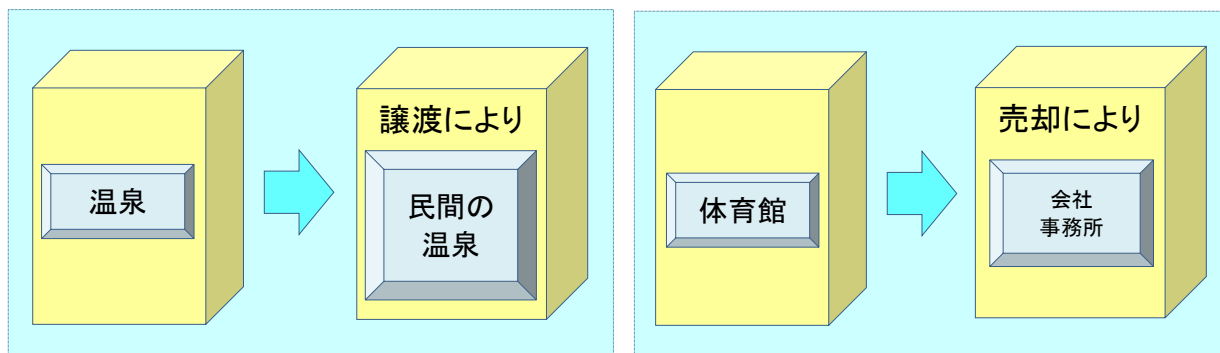 温泉
譲渡により
民間の
温泉
体育館
売却により
会社
事務所